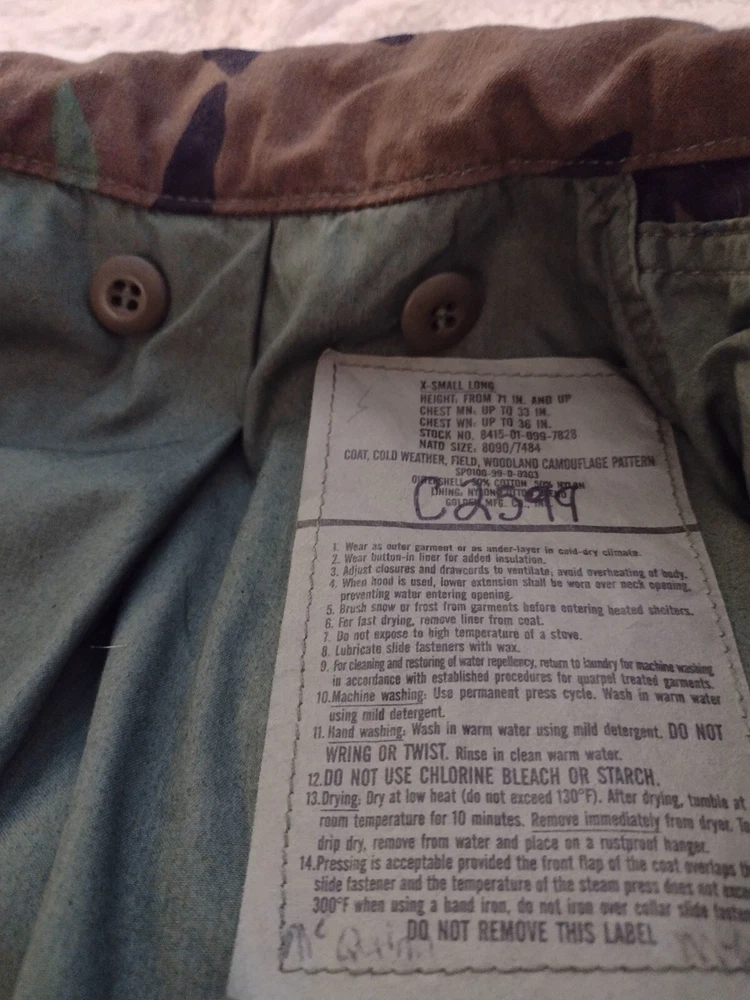 X-SMALL LONG
HEIGHT: FROM 71 IN. AND UP
CHEST MN: UP TO 33 IN.
CHEST WN: UP TO 36 IN.
STOCK NO. 8415-01-099-7828
NATO SIZE: 8090/7484
COAT, COLD WEATHER, FIELD, WOODLAND CAMOUFLAGE PATTERN
SPO100-99-D-0303
COTTON 50%
LINING:
GOLDEN MFG. CO.,
C2599
1. Wear as outer garment or as under-layer in cold-dry climate.
2. Wear button-in liner for added insulation.
3. Adjust closures and drawcords to ventilate; avoid overheating of body.
4. When hood is used, lower extension shall be worn over neck opening,
preventing water entering opening.
5. Brush snow or frost from garments before entering heated shelters.
6. For fast drying, remove liner from coat.
7. Do not expose to high temperature of a stove.
8. Lubricate slide fasteners with wax.
9. For cleaning and restoring of water repellency, return to laundry for machine washing
in accordance with established procedures for quarpel treated garments.
10. Machine washing: Use permanent press cycle. Wash in warm water
using mild detergent.
11. Hand washing: Wash in warm water using mild detergent. DO NOT
WRING OR TWIST. Rinse in clean warm water.
12. DO NOT USE CHLORINE BLEACH OR STARCH.
13. Drying: Dry at low heat (do not exceed 130°F). After drying, tumble at
room temperature for 10 minutes. Remove immediately from dryer. To
drip dry, remove from water and place on a rustproof hanger.
14. Pressing is acceptable provided the front flap of the coat overlaps
slide fastener and the temperature of the steam press does not
300°F when using a hand iron, do not iron over collar slide
DO NOT REMOVE THIS LABEL